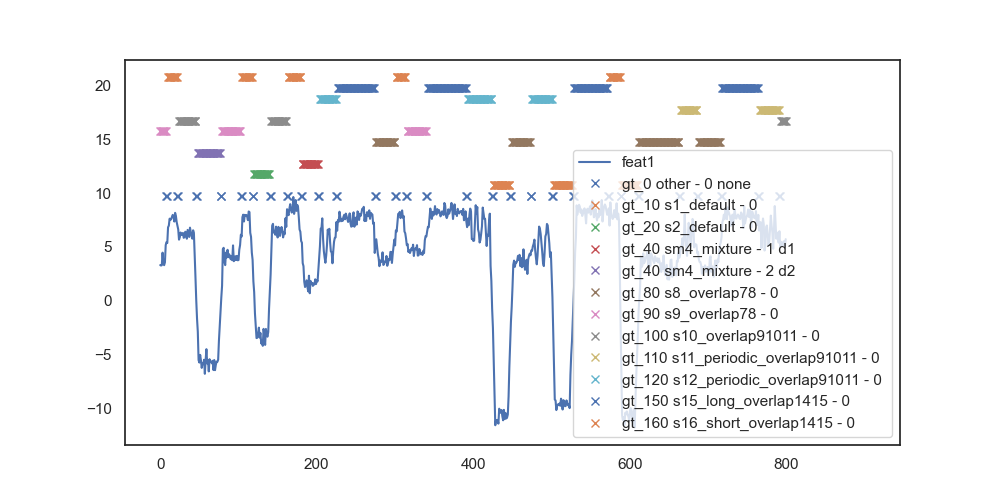 20
15
10
5
0
−5
−10
0
200
400
600
800
feat1
gt_0 other - 0 none
gt_10 s1_default - 0
gt_20 s2_default - 0
gt_40 sm4_mixture - 1 d1
gt_40 sm4_mixture - 2 d2
gt_80 s8_overlap78 - 0
gt_90 s9_overlap78 - 0
gt_100 s10_overlap91011 - 0
gt_110 s11_periodic_overlap91011 - 0
gt_120 s12_periodic_overlap91011 - 0
gt_150 s15_long_overlap1415 - 0
gt_160 s16_short_overlap1415 - 0